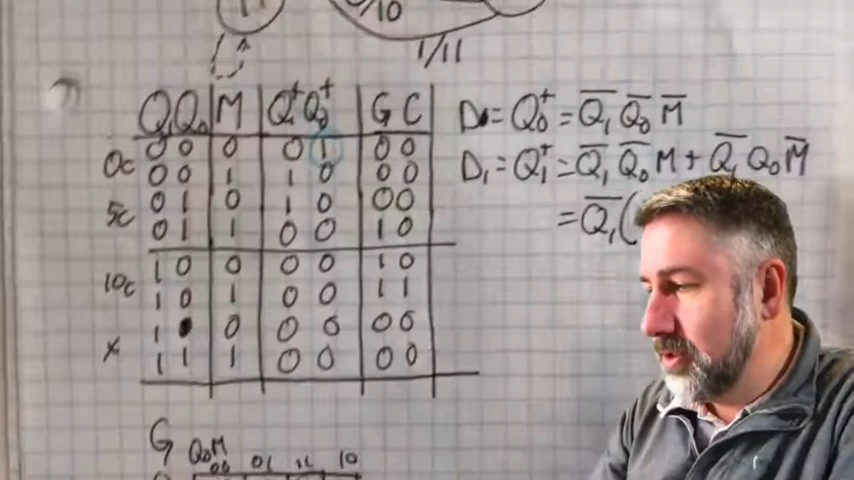 /10
1/11
Q₁ Q₀ M Q₁⁺ Q₀⁺ G C
0c 0 0 0 0 1 0 0
0 0 1 1 0 0 0
5c 0 1 0 1 0 0 0
0 1 1 0 0 1 0
10c 1 0 0 0 0 1 0
1 0 1 0 0 1 1
x 1 0 0 0 0 0
1 1 1 0 0 0 0
D₀ = Q₀⁺ = Q̅₁ Q̅₀ M̅
D₁ = Q₁⁺ = Q̅₁ Q̅₀ M + Q̅₁ Q₀ M̅
= Q̅₁(
G Q₀M
00 01 11 10